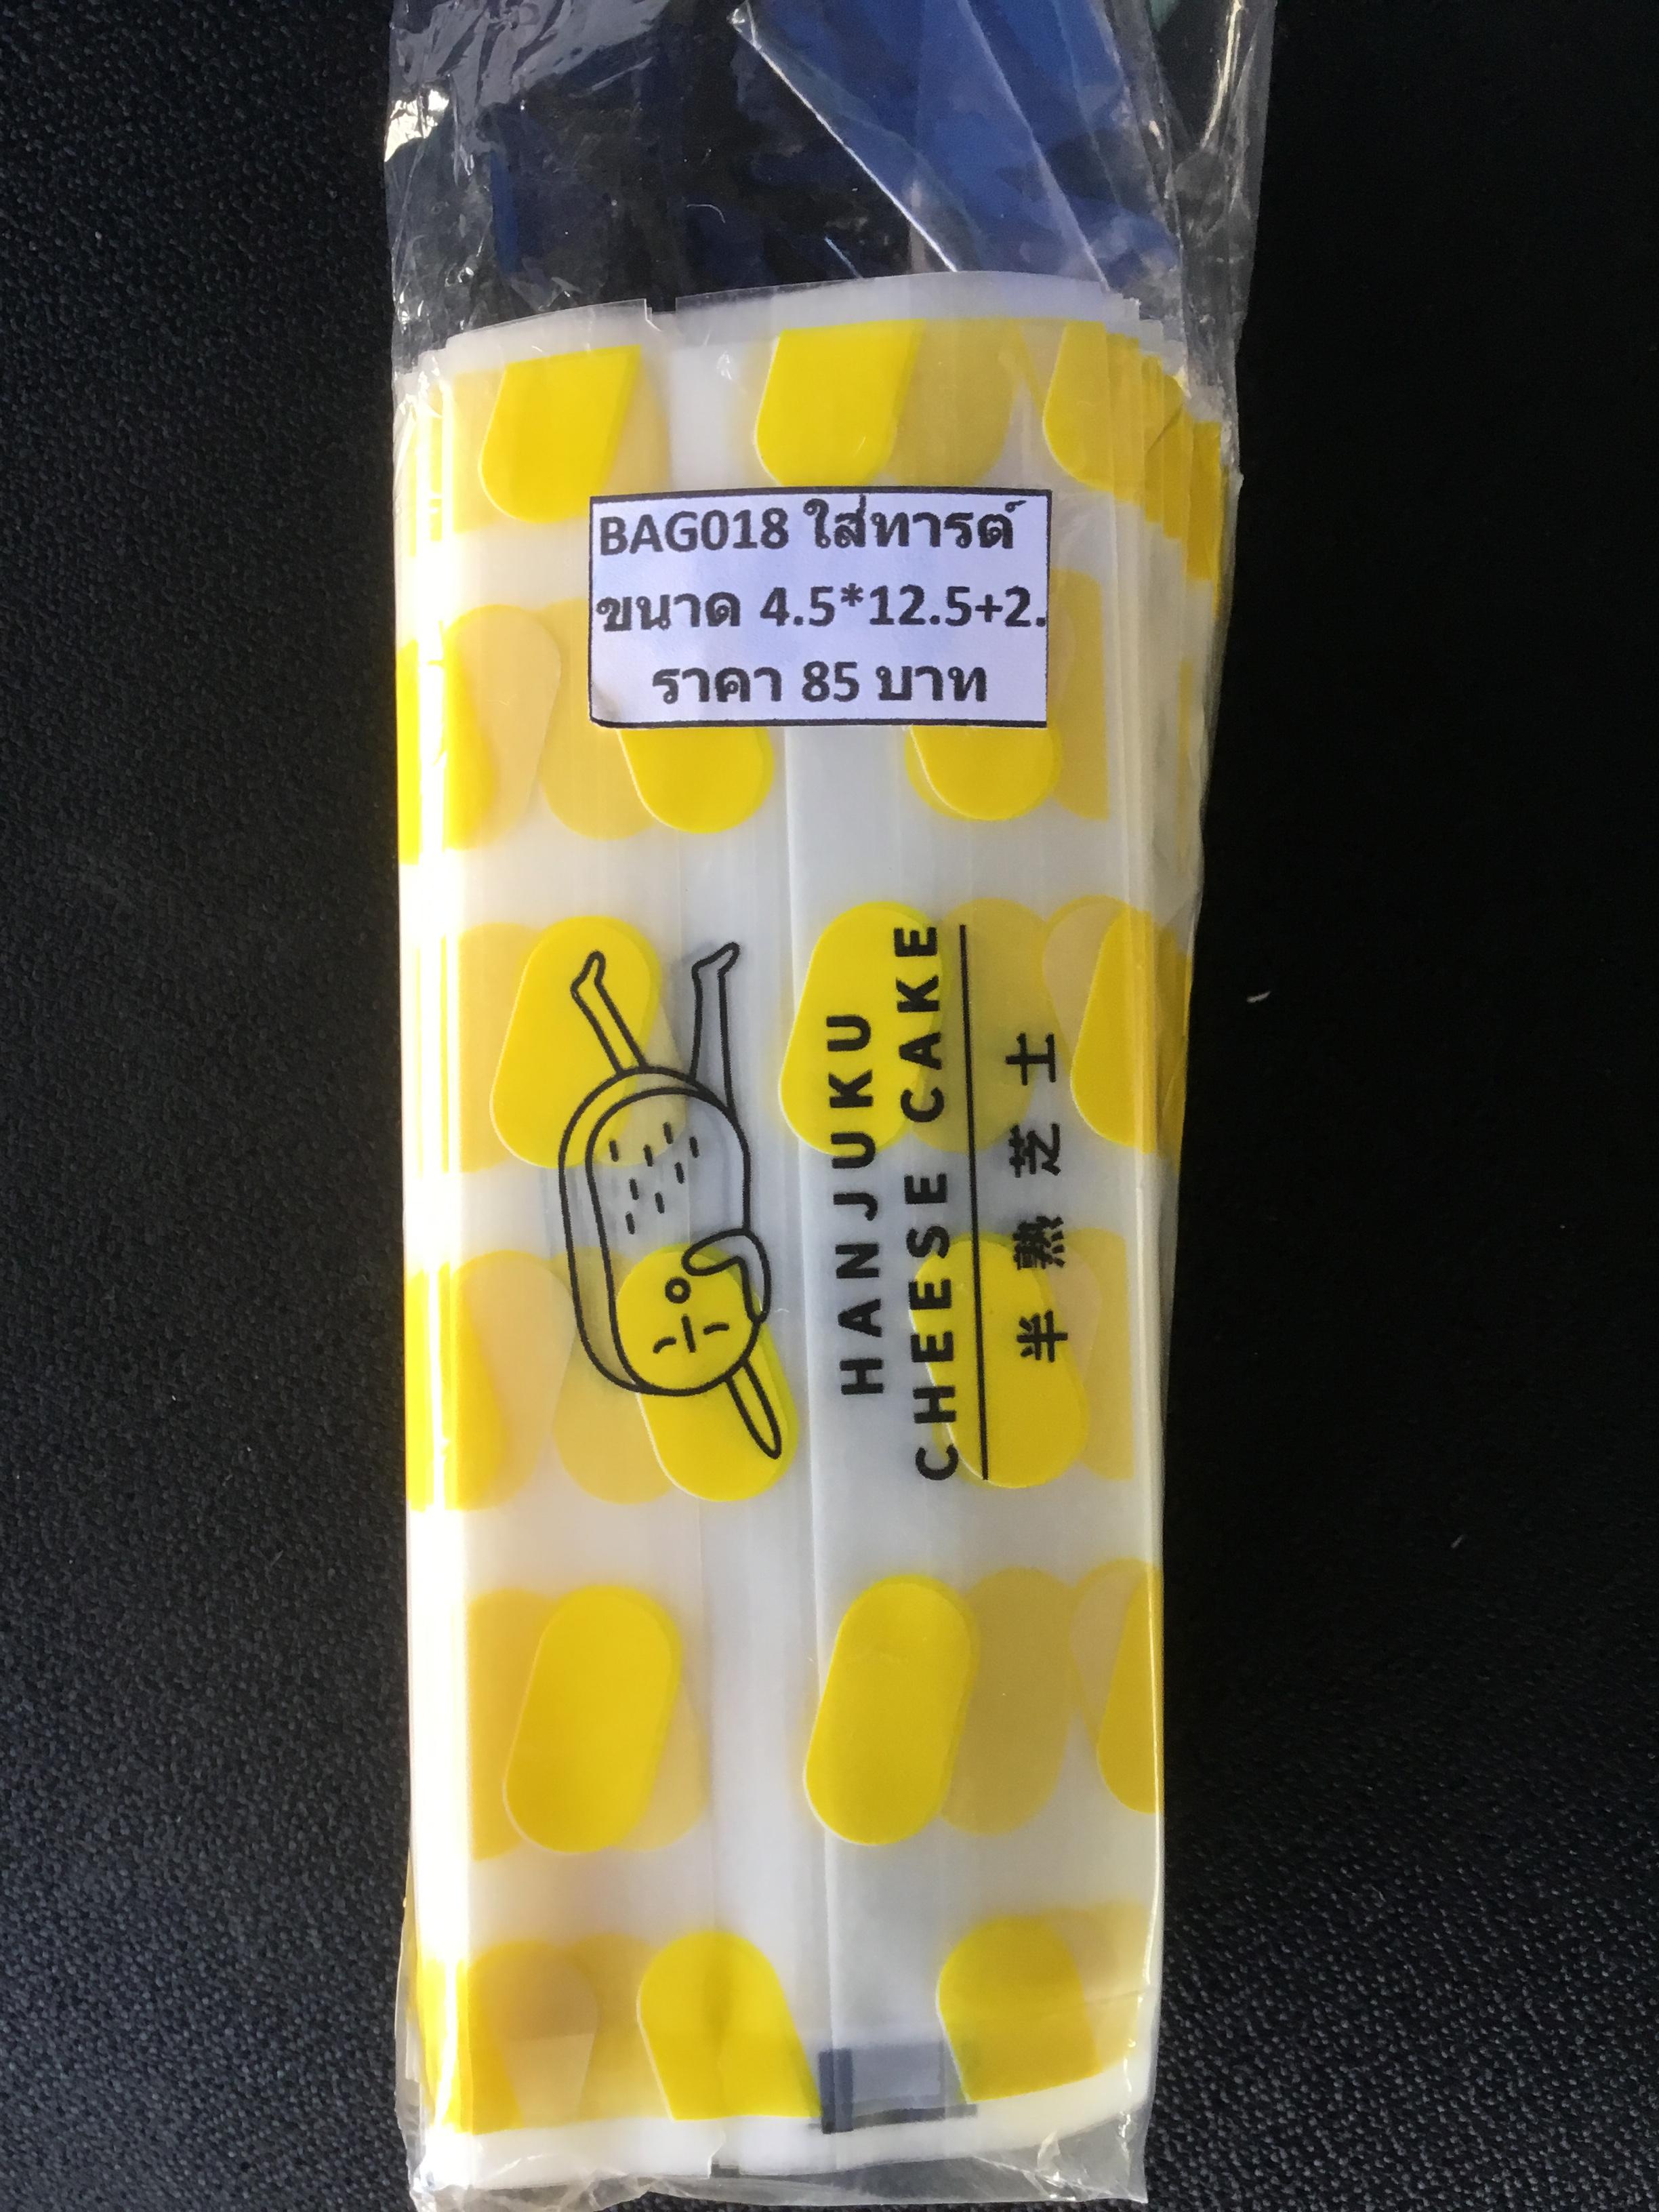 BAG018 ใส่ทารต์
ขนาด 4.5*12.5+2.
ราคา 85 บาท
HANJUKU
CHEESE CAKE
半熟芝士